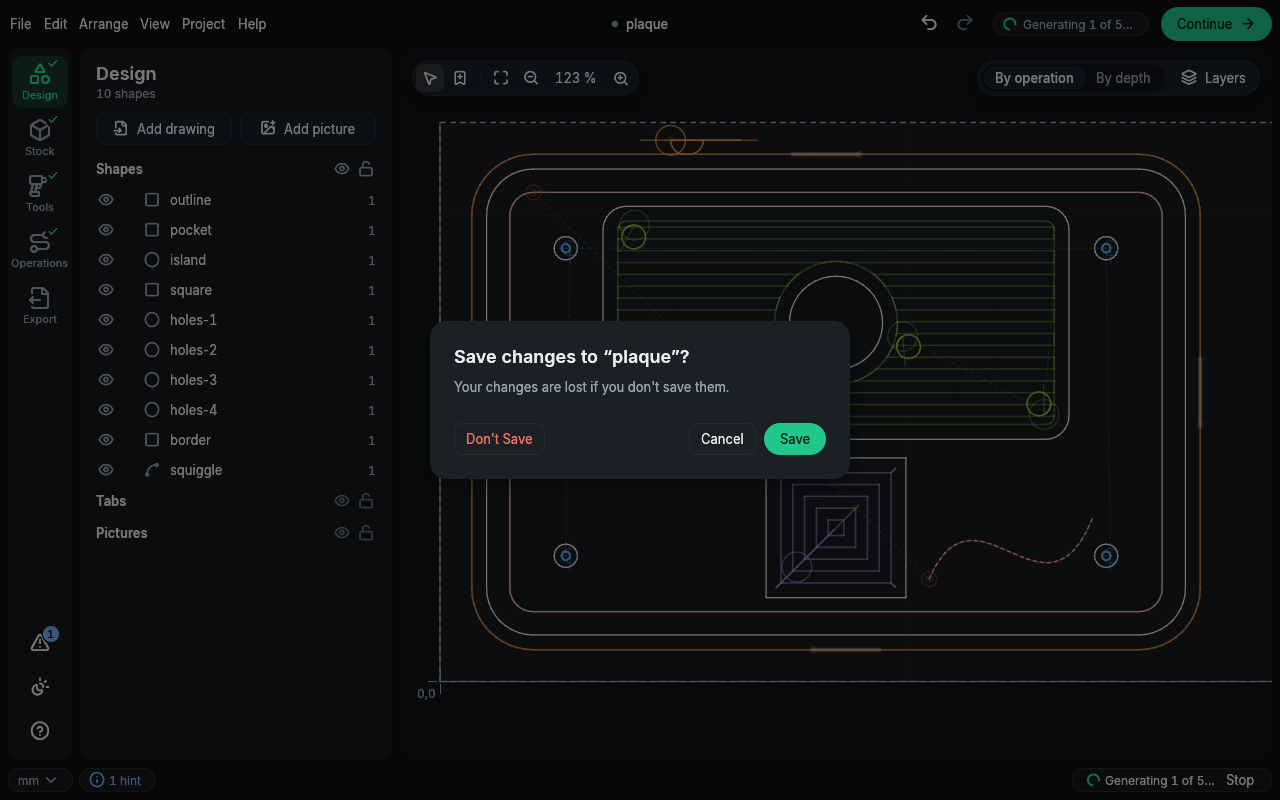 File Edit Arrange View Project Help
plaque
Generating 1 of 5...
Continue
Design
Stock
Tools
Operations
Export
1
Design
10 shapes
Add drawing
Add picture
Shapes
outline 1
pocket 1
island 1
square 1
holes-1 1
holes-2 1
holes-3 1
holes-4 1
border 1
squiggle 1
Tabs
Pictures
123 %
By operation
By depth
Layers
0,0
Save changes to “plaque”?
Your changes are lost if you don't save them.
Don't Save
Cancel
Save
mm
1 hint
Generating 1 of 5...
Stop